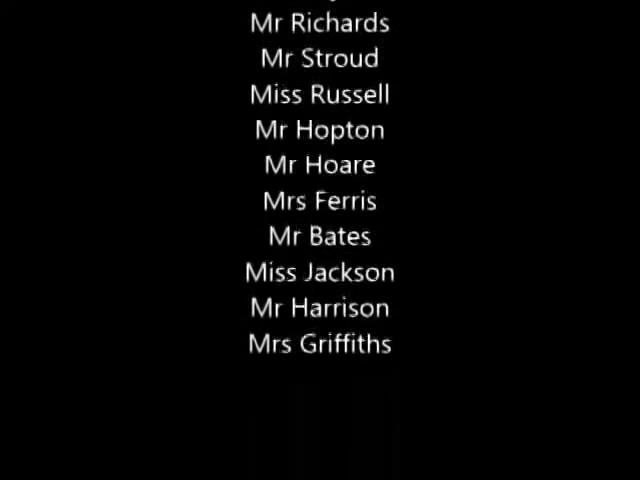 Mr Richards
Mr Stroud
Miss Russell
Mr Hopton
Mr Hoare
Mrs Ferris
Mr Bates
Miss Jackson
Mr Harrison
Mrs Griffiths